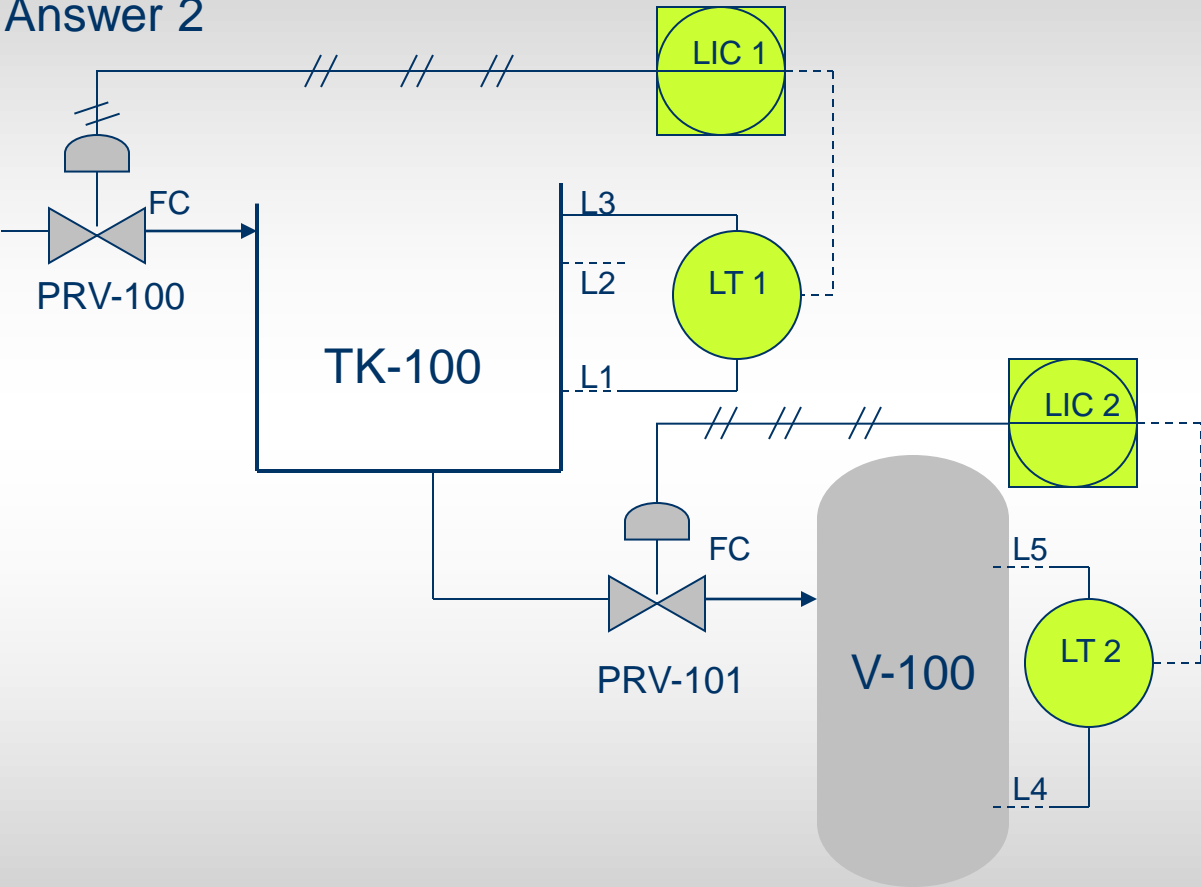 Answer 2
LIC 1
FC
L3
PRV-100
L2
LT 1
TK-100
L1
LIC 2
FC
L5
PRV-101
V-100
LT 2
L4